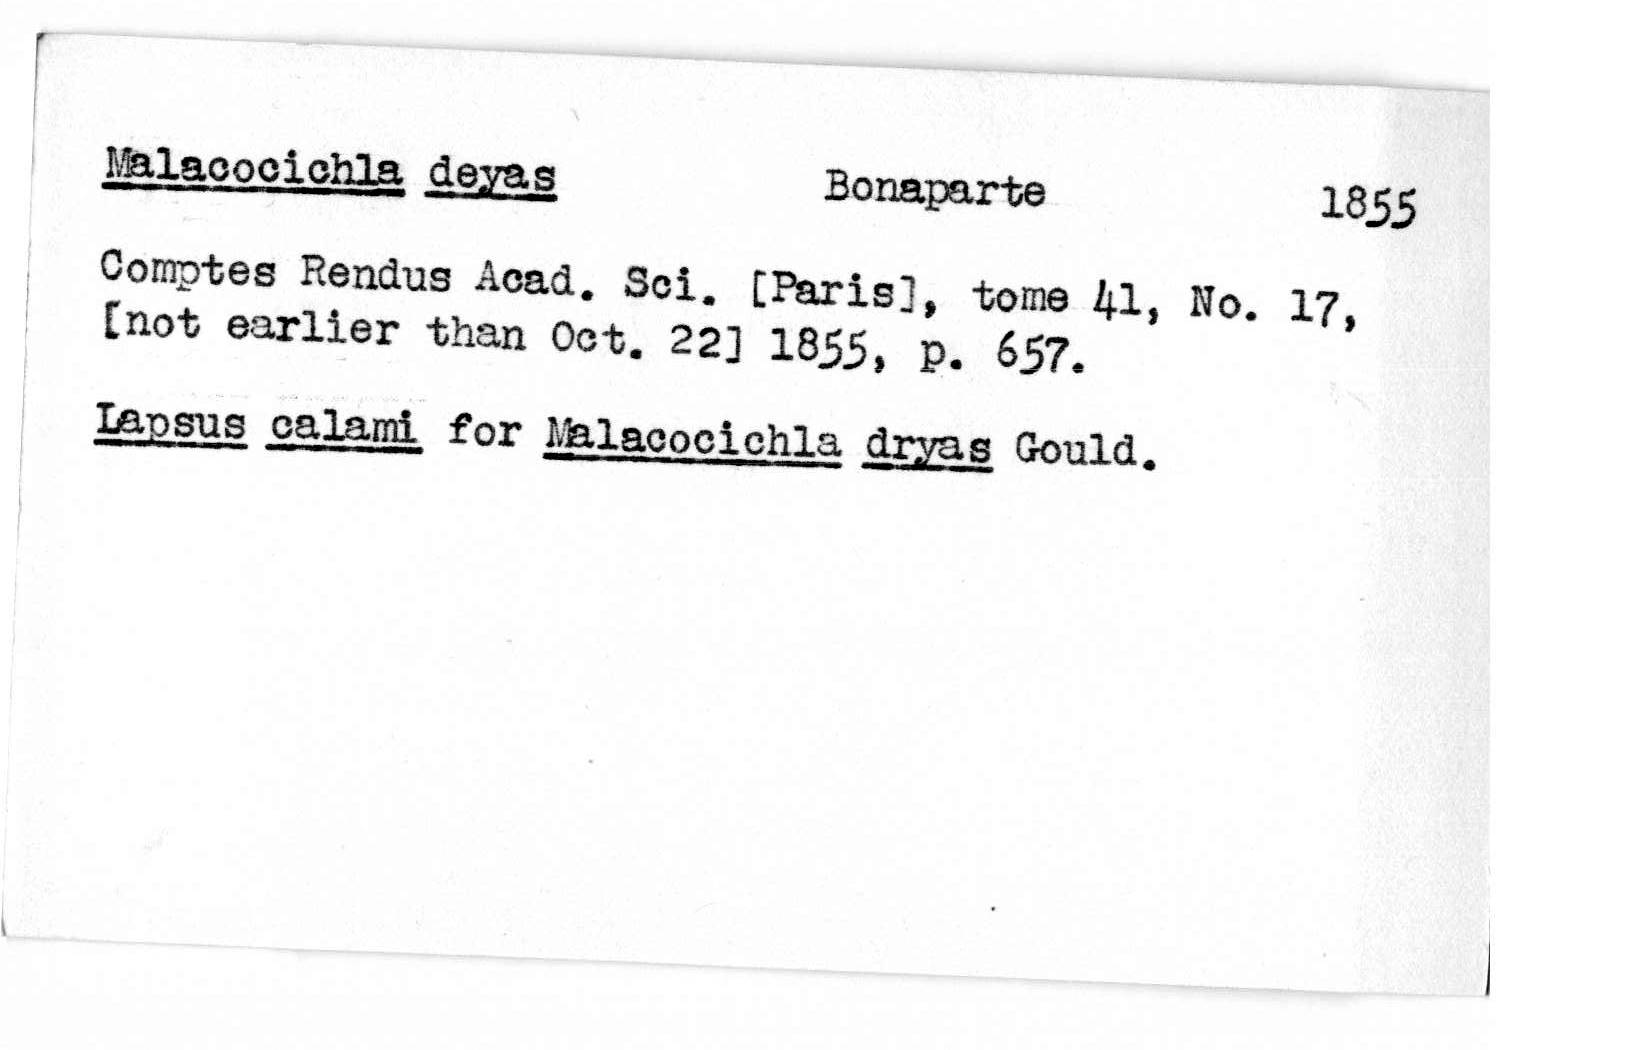 Malacocichla deyas Bonaparte 1855
Comptes Rendus Acad. Sci. [Paris], tome 41, No. 17,
[not earlier than Oct. 22] 1855, p. 657.
Lapsus calami for Malacocichla dryas Gould.